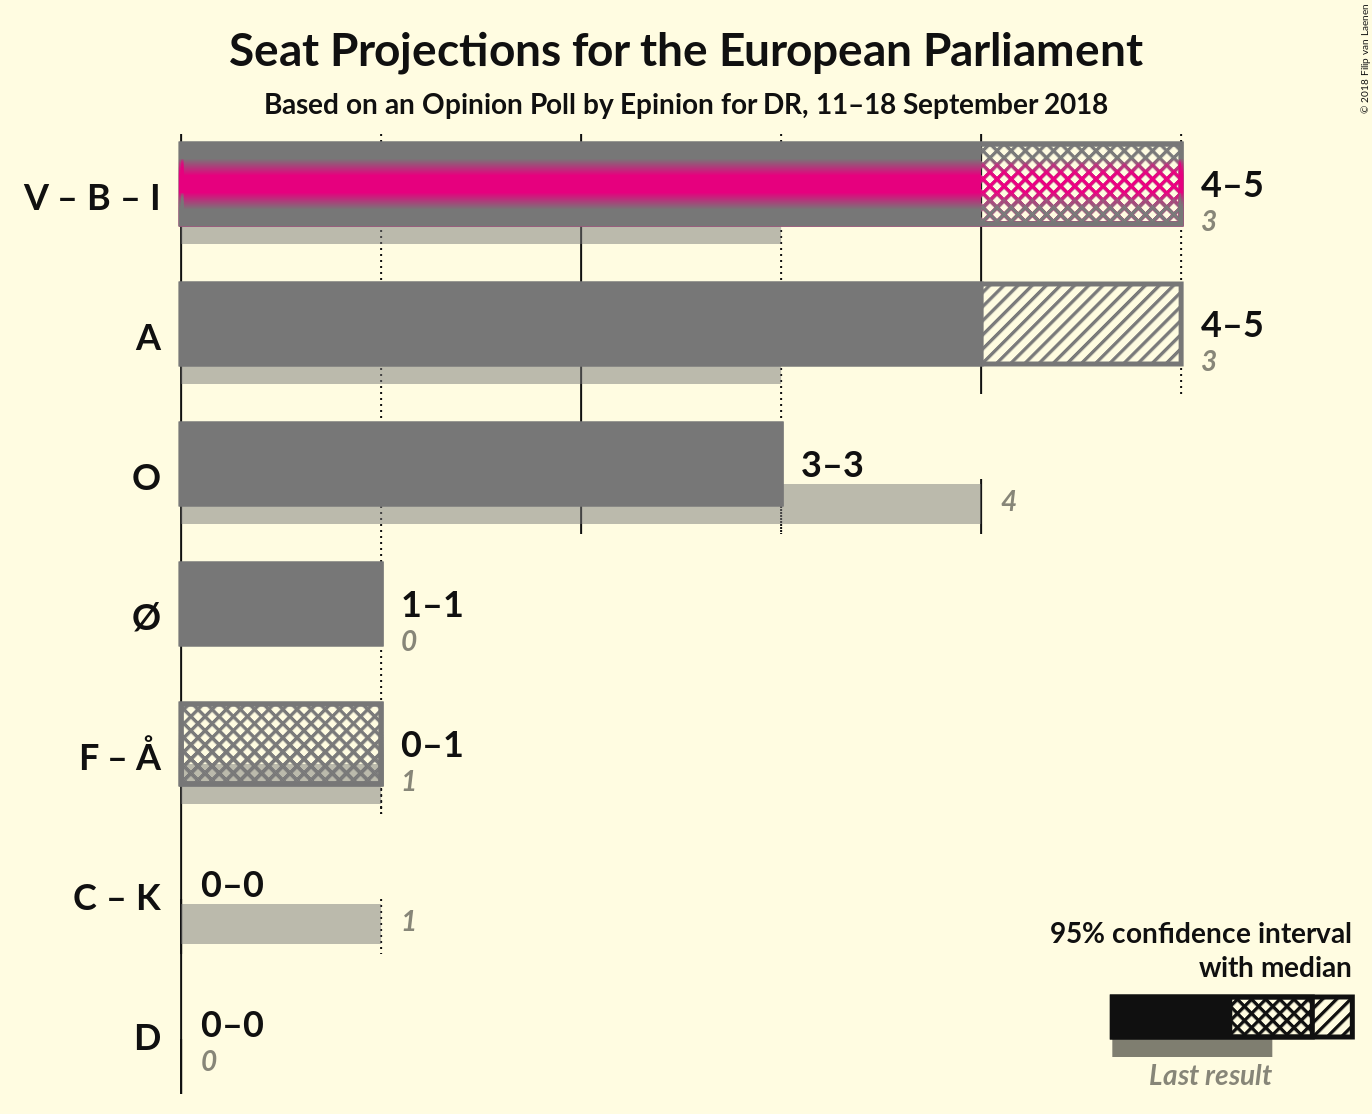 Seat Projections for the European Parliament
Based on an Opinion Poll by Epinion for DR, 11–18 September 2018
© 2018 Filip van Laenen
V – B – I
4–5
3
A
4–5
3
O
3–3
4
Ø
1–1
0
F – Å
0–1
1
C – K
0–0
1
D
0–0
0
95% confidence interval
with median
Last result